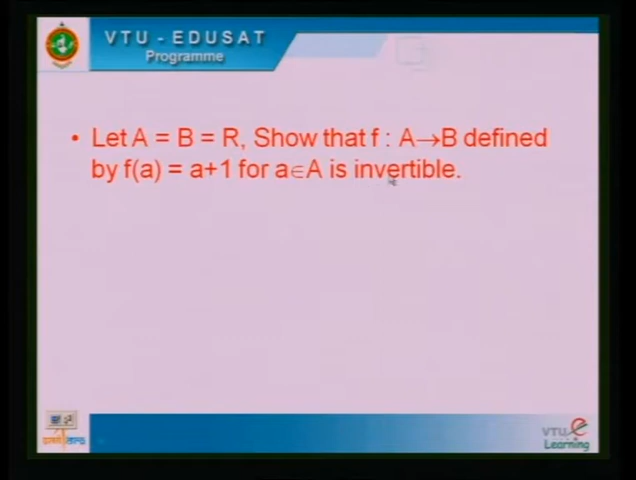 VTU - EDUSAT
Programme
• Let A = B = R, Show that f : A→B defined
by f(a) = a+1 for a∈A is invertible.
VTU e
Learning